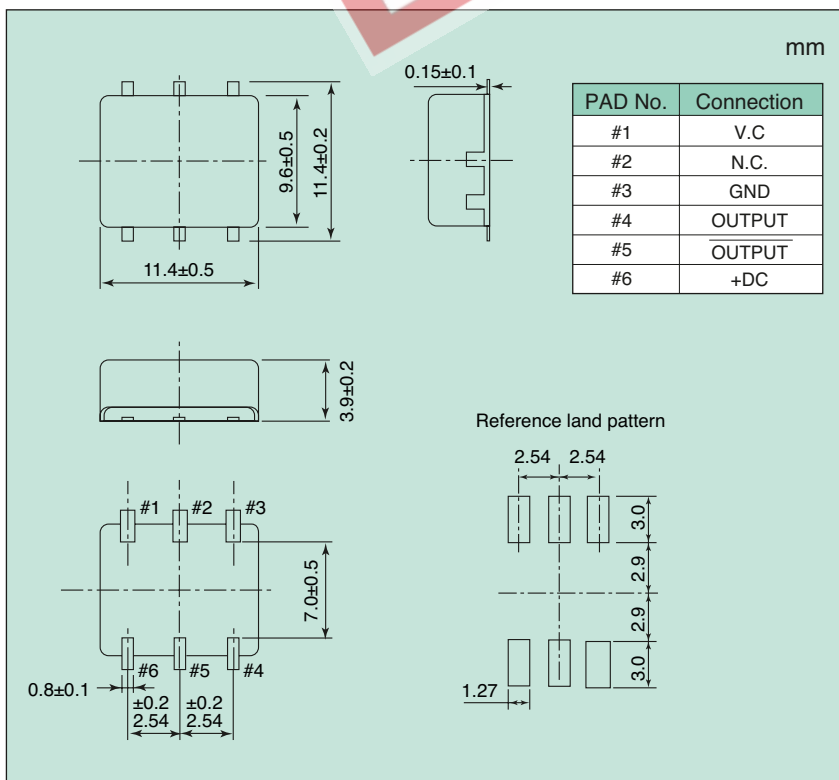 mm
0.15±0.1
9.6±0.5
11.4±0.2
11.4±0.5
PAD No. Connection
#1 V.C
#2 N.C.
#3 GND
#4 OUTPUT
#5 O̅U̅T̅P̅U̅T̅
#6 +DC
3.9±0.2
Reference land pattern
2.54 2.54
3.0
2.9
2.9
3.0
1.27
#1 #2 #3
7.0±0.5
#6 #5 #4
0.8±0.1
±0.2 ±0.2
2.54 2.54